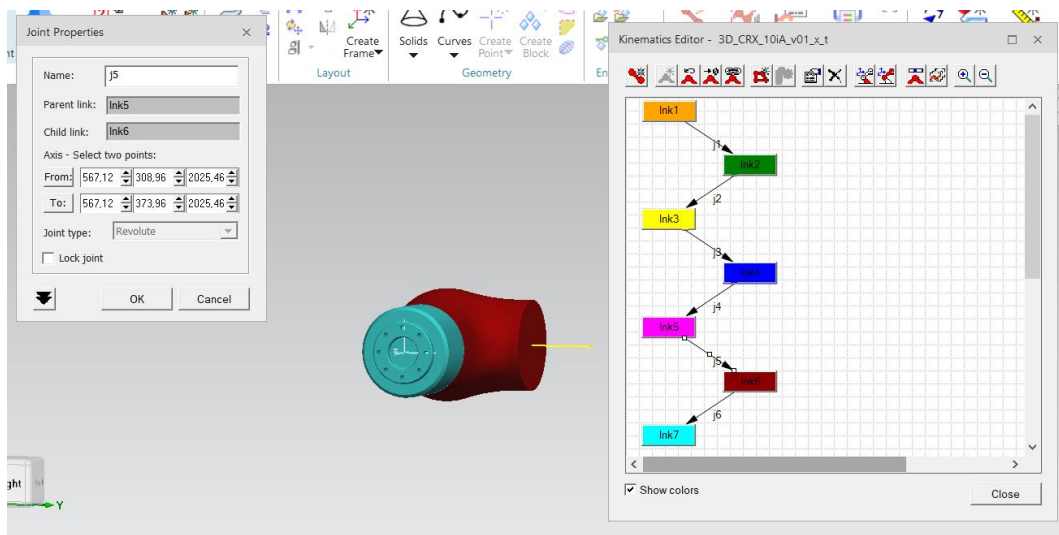 Joint Properties
Name: j5
Parent link: lnk5
Child link: lnk6
Axis - Select two points:
From: 567,12 308,96 2025,46
To: 567,12 373,96 2025,46
Joint type: Revolute
Lock joint
OK Cancel
Create Frame
Layout
Solids Curves Create Point Create Block
Geometry
En
Kinematics Editor - 3D_CRX_10iA_v01_x_t
lnk1
j1
lnk2
j2
lnk3
j3
j4
lnk5
j5
lnk6
j6
lnk7
Show colors
Close
ght
Y